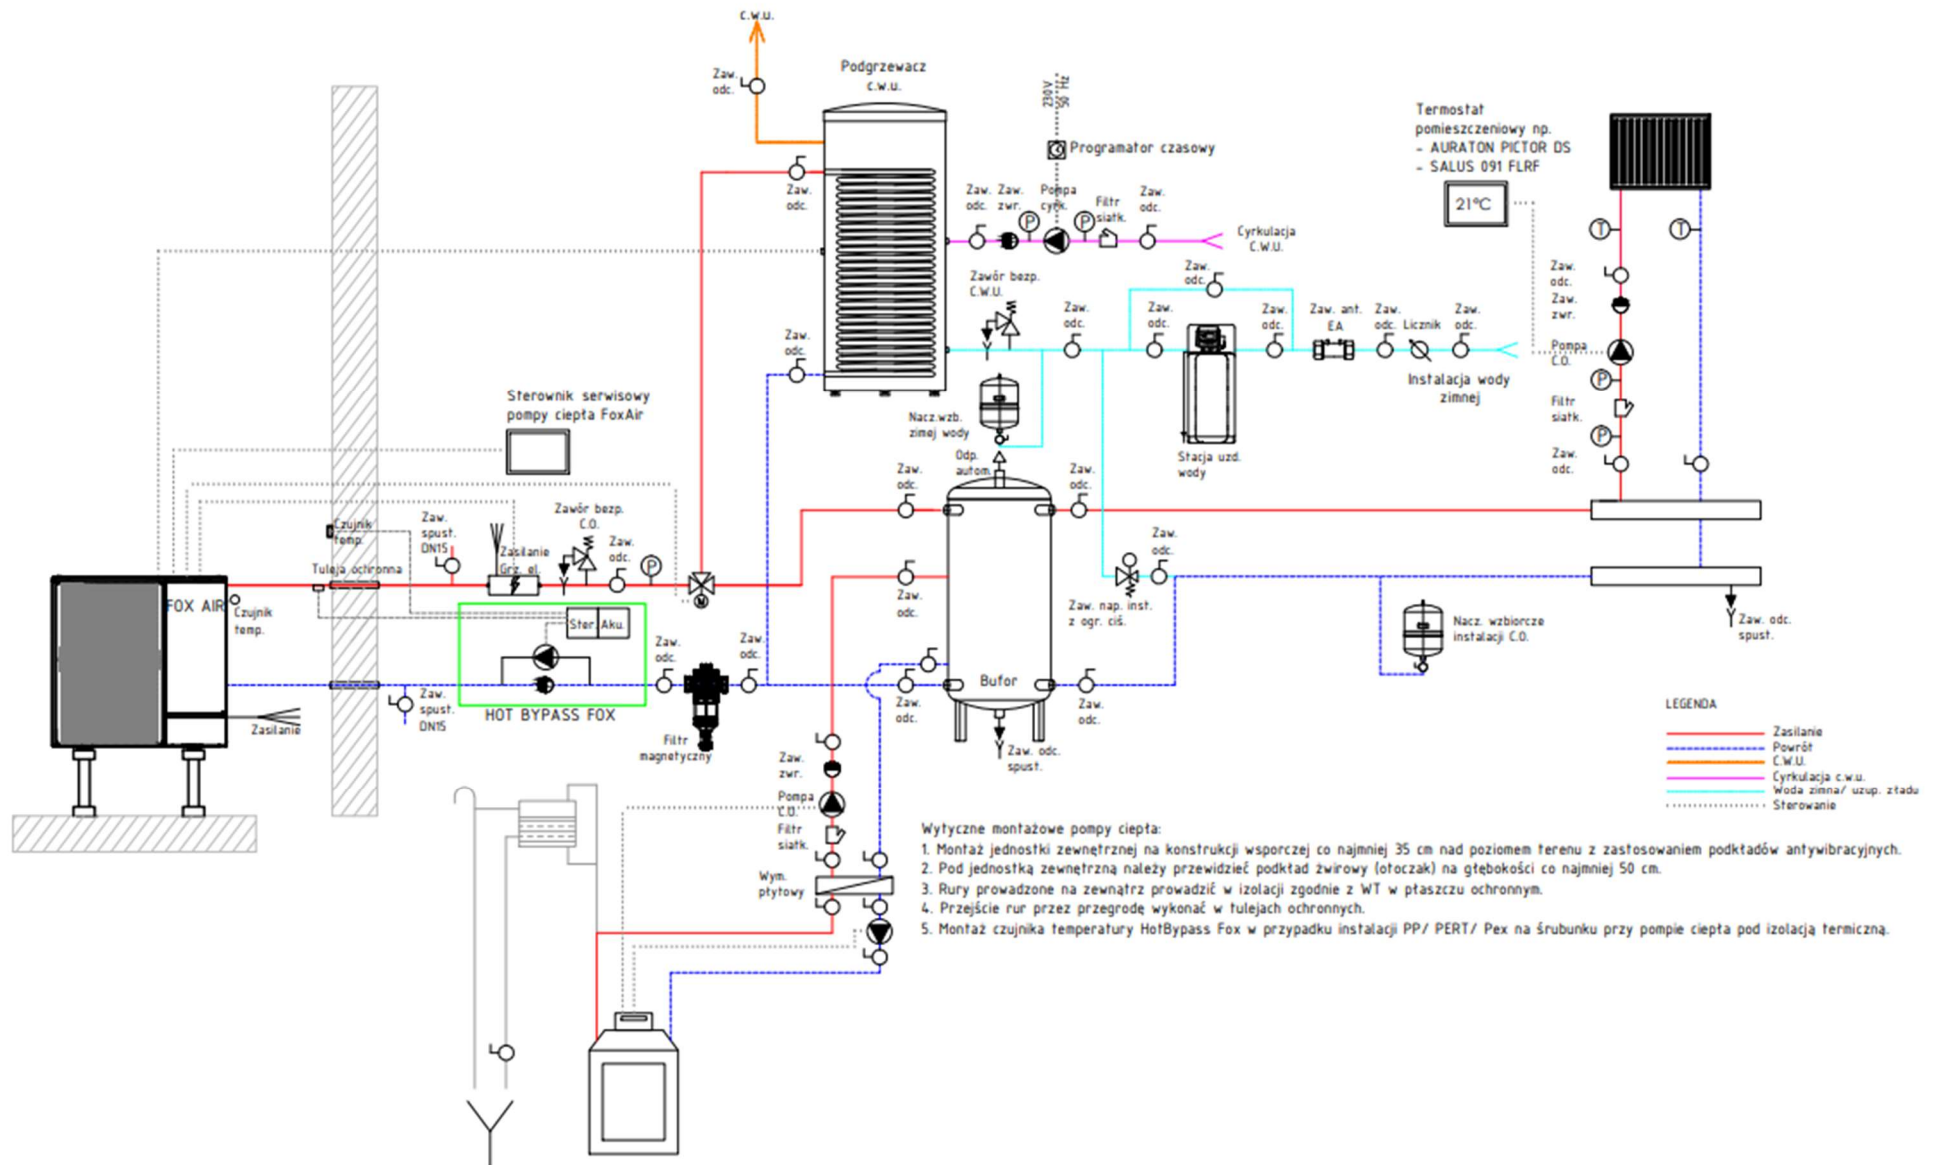 c.w.u.
Zaw.
odc.
Podgrzewacz
c.w.u.
230V
50 Hz
Programator czasowy
Termostat
pomieszczeniowy np.
- AURATON PICTOR DS
- SALUS 091 FLRF
21°C
Zaw.
odc.
Zaw.
odc.
Zaw.
zwr.
Pompa
cyrk.
Filtr
siatk.
Zaw.
odc.
P
P
Cyrkulacja
C.W.U.
T
T
Zawór bezp.
C.W.U.
Zaw.
odc.
Zaw.
odc.
Zaw.
odc.
Zaw.
odc.
Zaw. ant.
EA
Zaw.
odc.
Licznik
Zaw.
odc.
Zaw.
odc.
Zaw.
zwr.
Pompa
C.O.
P
Filtr
siatk.
P
Zaw.
odc.
Zaw.
odc.
Instalacja wody
zimnej
Sterownik serwisowy
pompy ciepła FoxAir
Nacz.wzb.
zimej wody
Odp.
autom.
Stacja uzd.
wody
Zaw.
odc.
Zaw.
odc.
Czujnik
temp.
Zaw.
spust.
DN15
Zasilanie
Grz. el.
Zawór bezp.
C.O.
Zaw.
odc.
P
M
Tuleja ochronna
Zaw.
odc.
Zaw.
odc.
Zaw. nap. inst.
z ogr. ciś.
FOX AIR
Czujnik
temp.
Ster.
Aku.
Zaw.
odc.
Zaw.
odc.
Nacz. wzbiorcze
instalacji C.O.
Zaw. odc.
spust.
Zaw.
spust.
DN15
HOT BYPASS FOX
Filtr
magnetyczny
Zaw.
odc.
Bufor
Zaw.
odc.
Zasilanie
Zaw. odc.
spust.
LEGENDA
Zasilanie
Powrót
C.W.U.
Cyrkulacja c.w.u.
Woda zimna/ uzup. zładu
Sterowanie
Zaw.
zwr.
Pompa
C.O.
Filtr
siatk.
Wym.
płytowy
Wytyczne montażowe pompy ciepła:
1. Montaż jednostki zewnętrznej na konstrukcji wsporczej co najmniej 35 cm nad poziomem terenu z zastosowaniem podkładów antywibracyjnych.
2. Pod jednostką zewnętrzną należy przewidzieć podkład żwirowy (otoczak) na głębokości co najmniej 50 cm.
3. Rury prowadzone na zewnątrz prowadzić w izolacji zgodnie z WT w płaszczu ochronnym.
4. Przejście rur przez przegrodę wykonać w tulejach ochronnych.
5. Montaż czujnika temperatury HotBypass Fox w przypadku instalacji PP/ PERT/ Pex na śrubunku przy pompie ciepła pod izolacją termiczną.